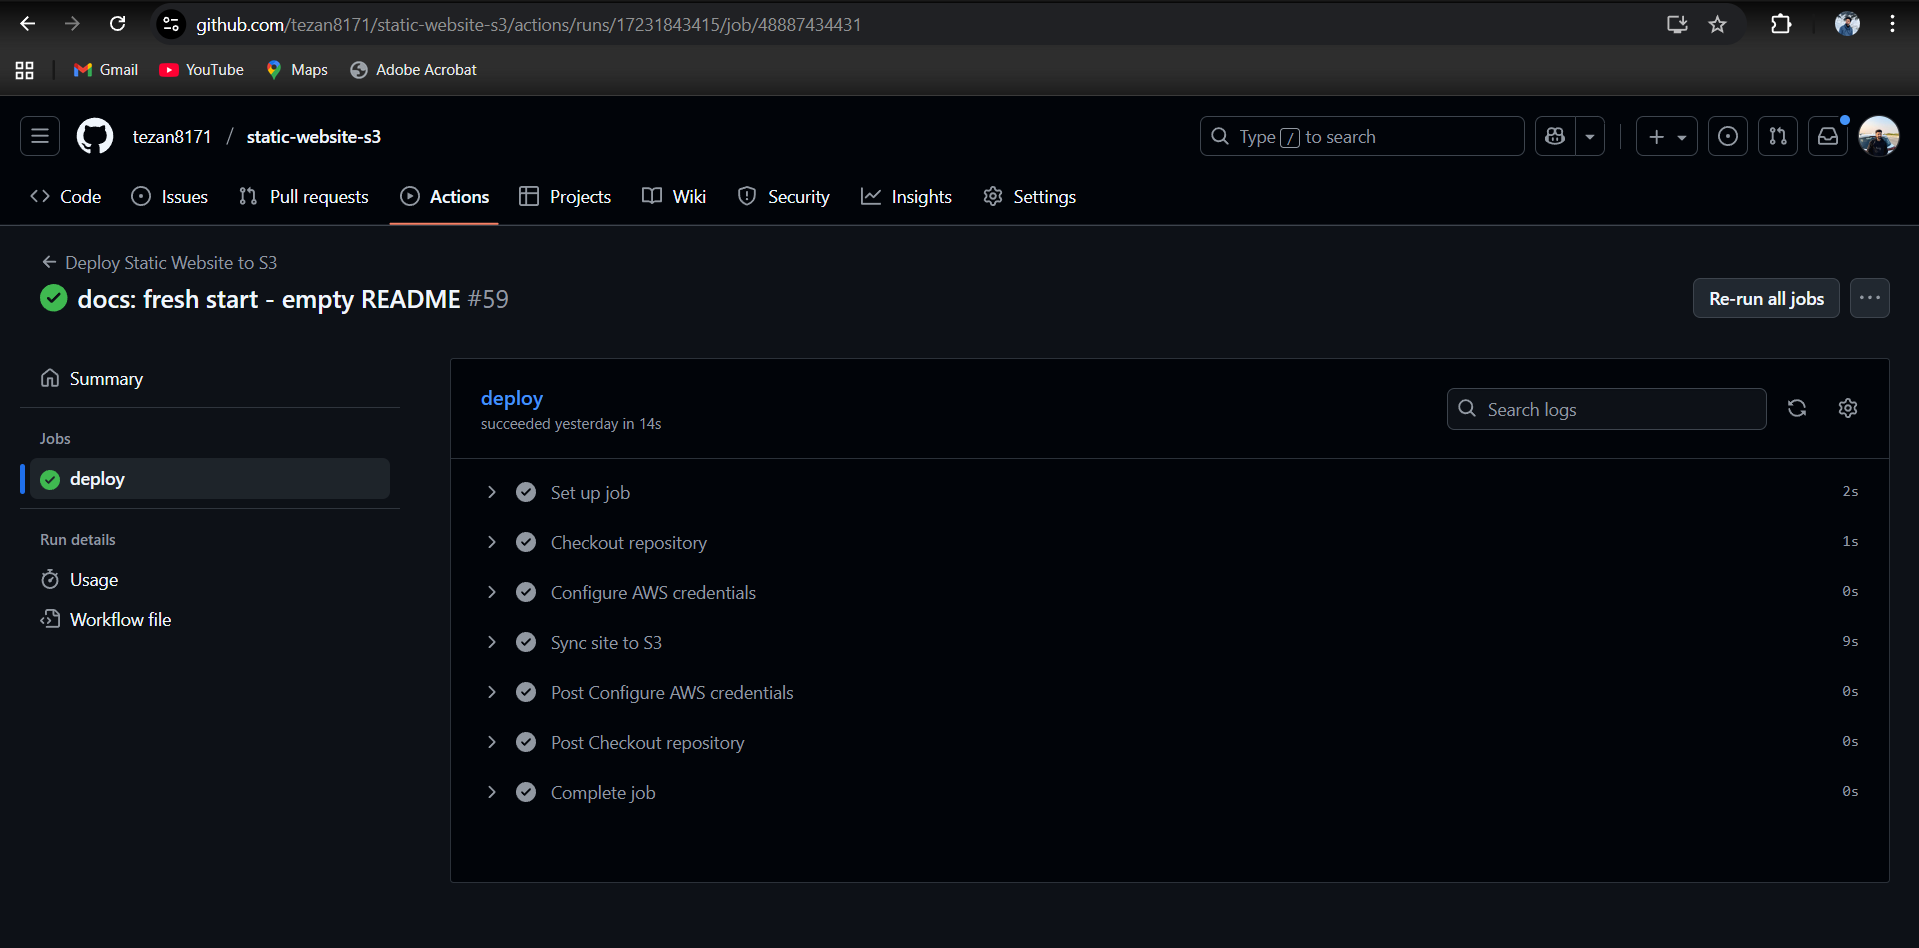 github.com/tezan8171/static-website-s3/actions/runs/17231843415/job/48887434431
Gmail YouTube Maps Adobe Acrobat
tezan8171 / static-website-s3
Type / to search
Code Issues Pull requests Actions Projects Wiki Security Insights Settings
Deploy Static Website to S3
docs: fresh start - empty README #59
Re-run all jobs
Summary
Jobs
deploy
Run details
Usage
Workflow file
deploy
succeeded yesterday in 14s
Search logs
Set up job 2s
Checkout repository 1s
Configure AWS credentials 0s
Sync site to S3 9s
Post Configure AWS credentials 0s
Post Checkout repository 0s
Complete job 0s